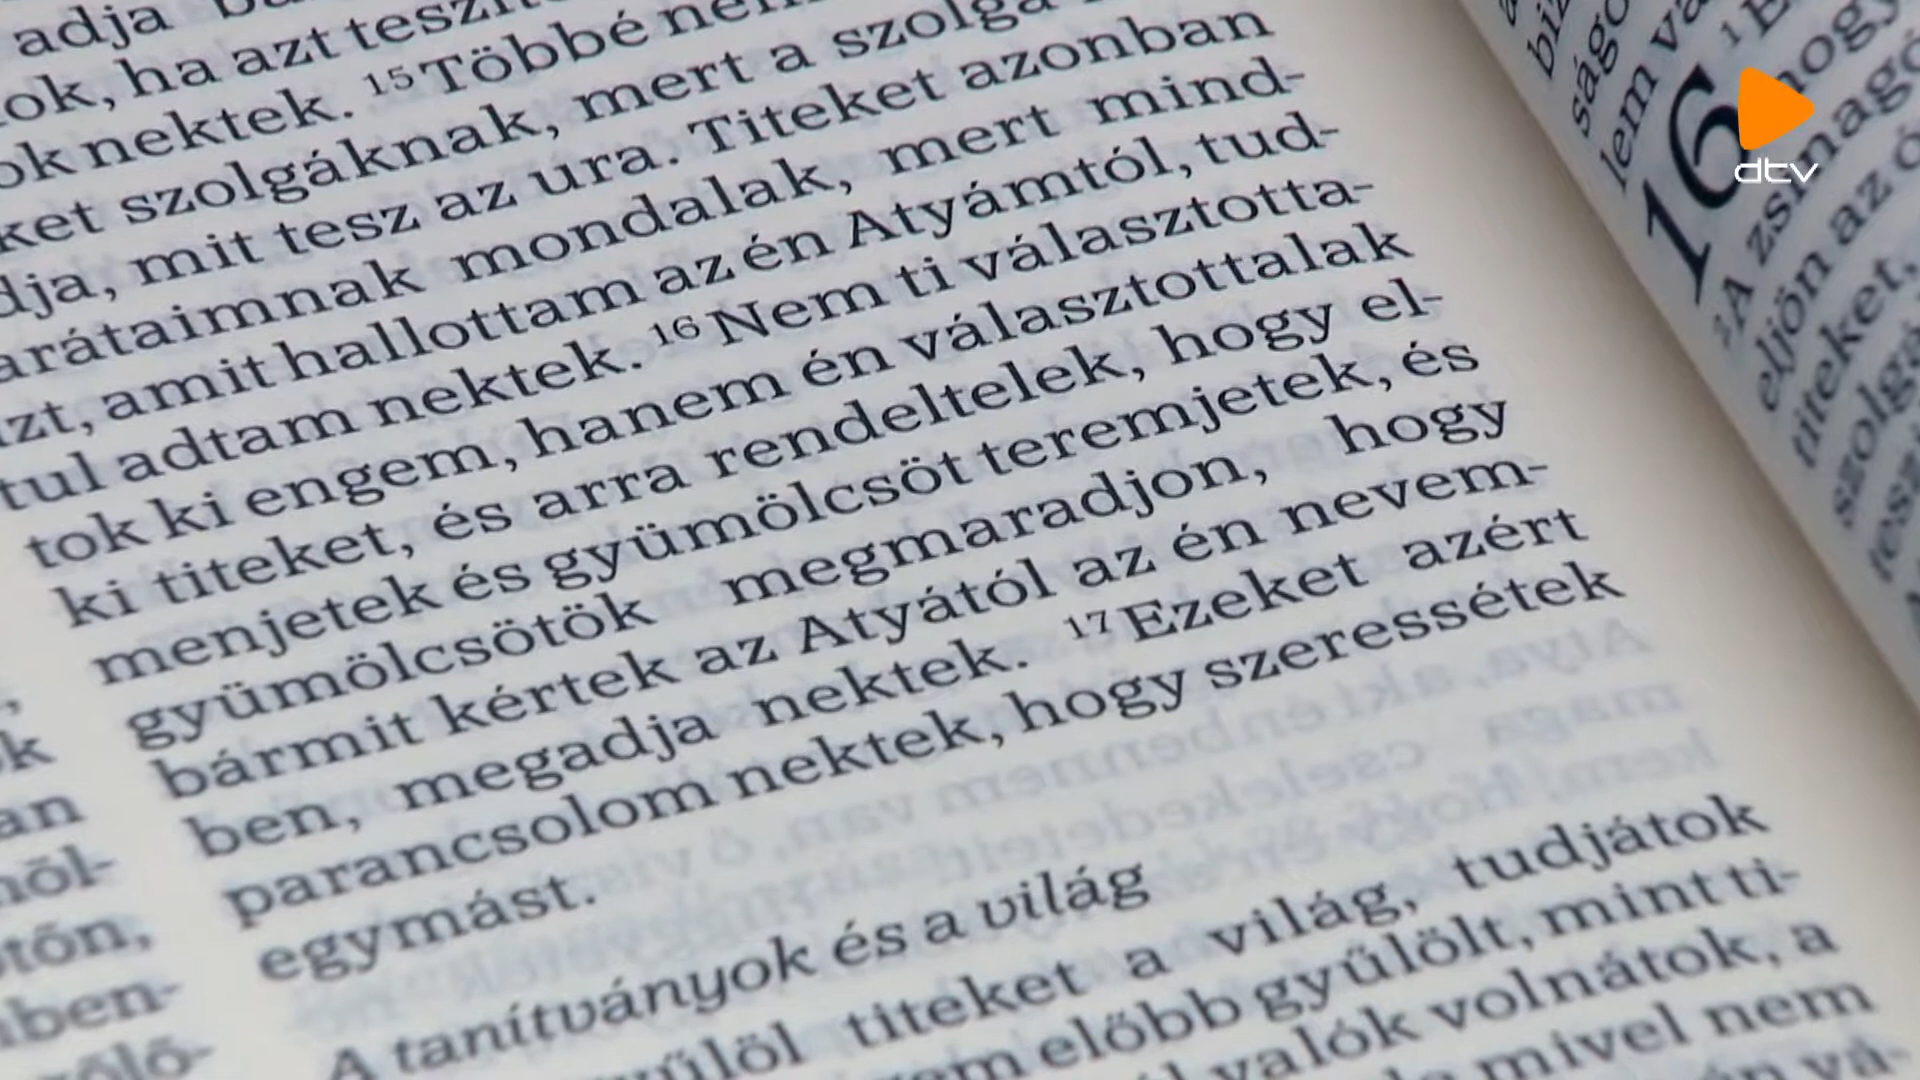 adja
ok, ha azt
ok nektek. 15 Többé
ket szolgáknak, mert a szolga
dja, mit tesz az ura. Titeket azonban
arátaimnak mondalak, mert mind-
zt, amit hallottam az én Atyámtól, tud-
tul adtam nektek. 16 Nem ti választotta-
tok ki engem, hanem én választottalak
ki titeket, és arra rendeltelek, hogy el-
menjetek és gyümölcsöt teremjetek, és
gyümölcsötök megmaradjon, hogy
bármit kértek az Atyától az én nevem-
ben, megadja nektek. 17 Ezeket azért
parancsolom nektek, hogy szeressétek
egymást.
A tanítványok és a világ
titeket a világ, tudjátok
előbb gyűlölt, mint ti-
valók volnátok, a
mivel nem
16
A
eljön az
titeket,
dtv